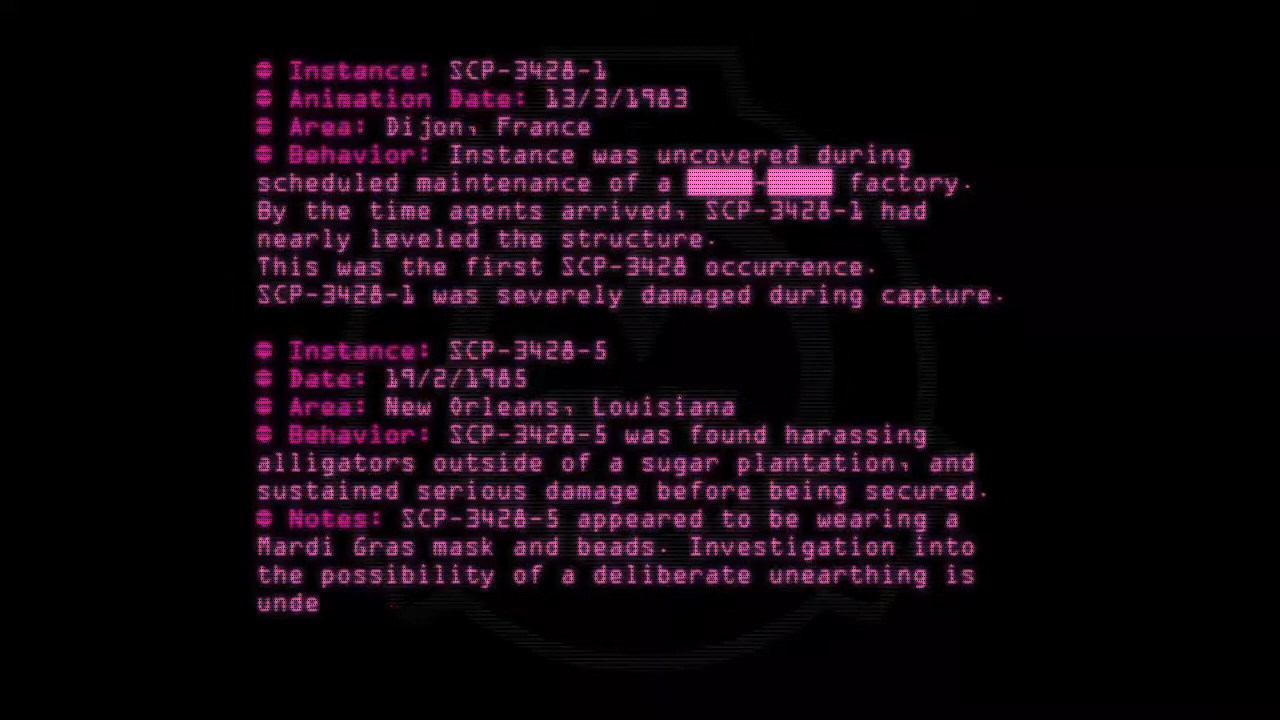 ● Instance: SCP-3428-1
● Animation Date: 13/3/1983
● Area: Dijon, France
● Behavior: Instance was uncovered during
scheduled maintenance of a ████-████ factory.
By the time agents arrived, SCP-3428-1 had
nearly leveled the structure.
This was the first SCP-3428 occurrence.
SCP-3428-1 was severely damaged during capture.
● Instance: SCP-3428-5
● Date: 19/2/1985
● Area: New Orleans, Louisiana
● Behavior: SCP-3428-5 was found harassing
alligators outside of a sugar plantation, and
sustained serious damage before being secured.
● Notes: SCP-3428-5 appeared to be wearing a
Mardi Gras mask and beads. Investigation into
the possibility of a deliberate unearthing is
unde